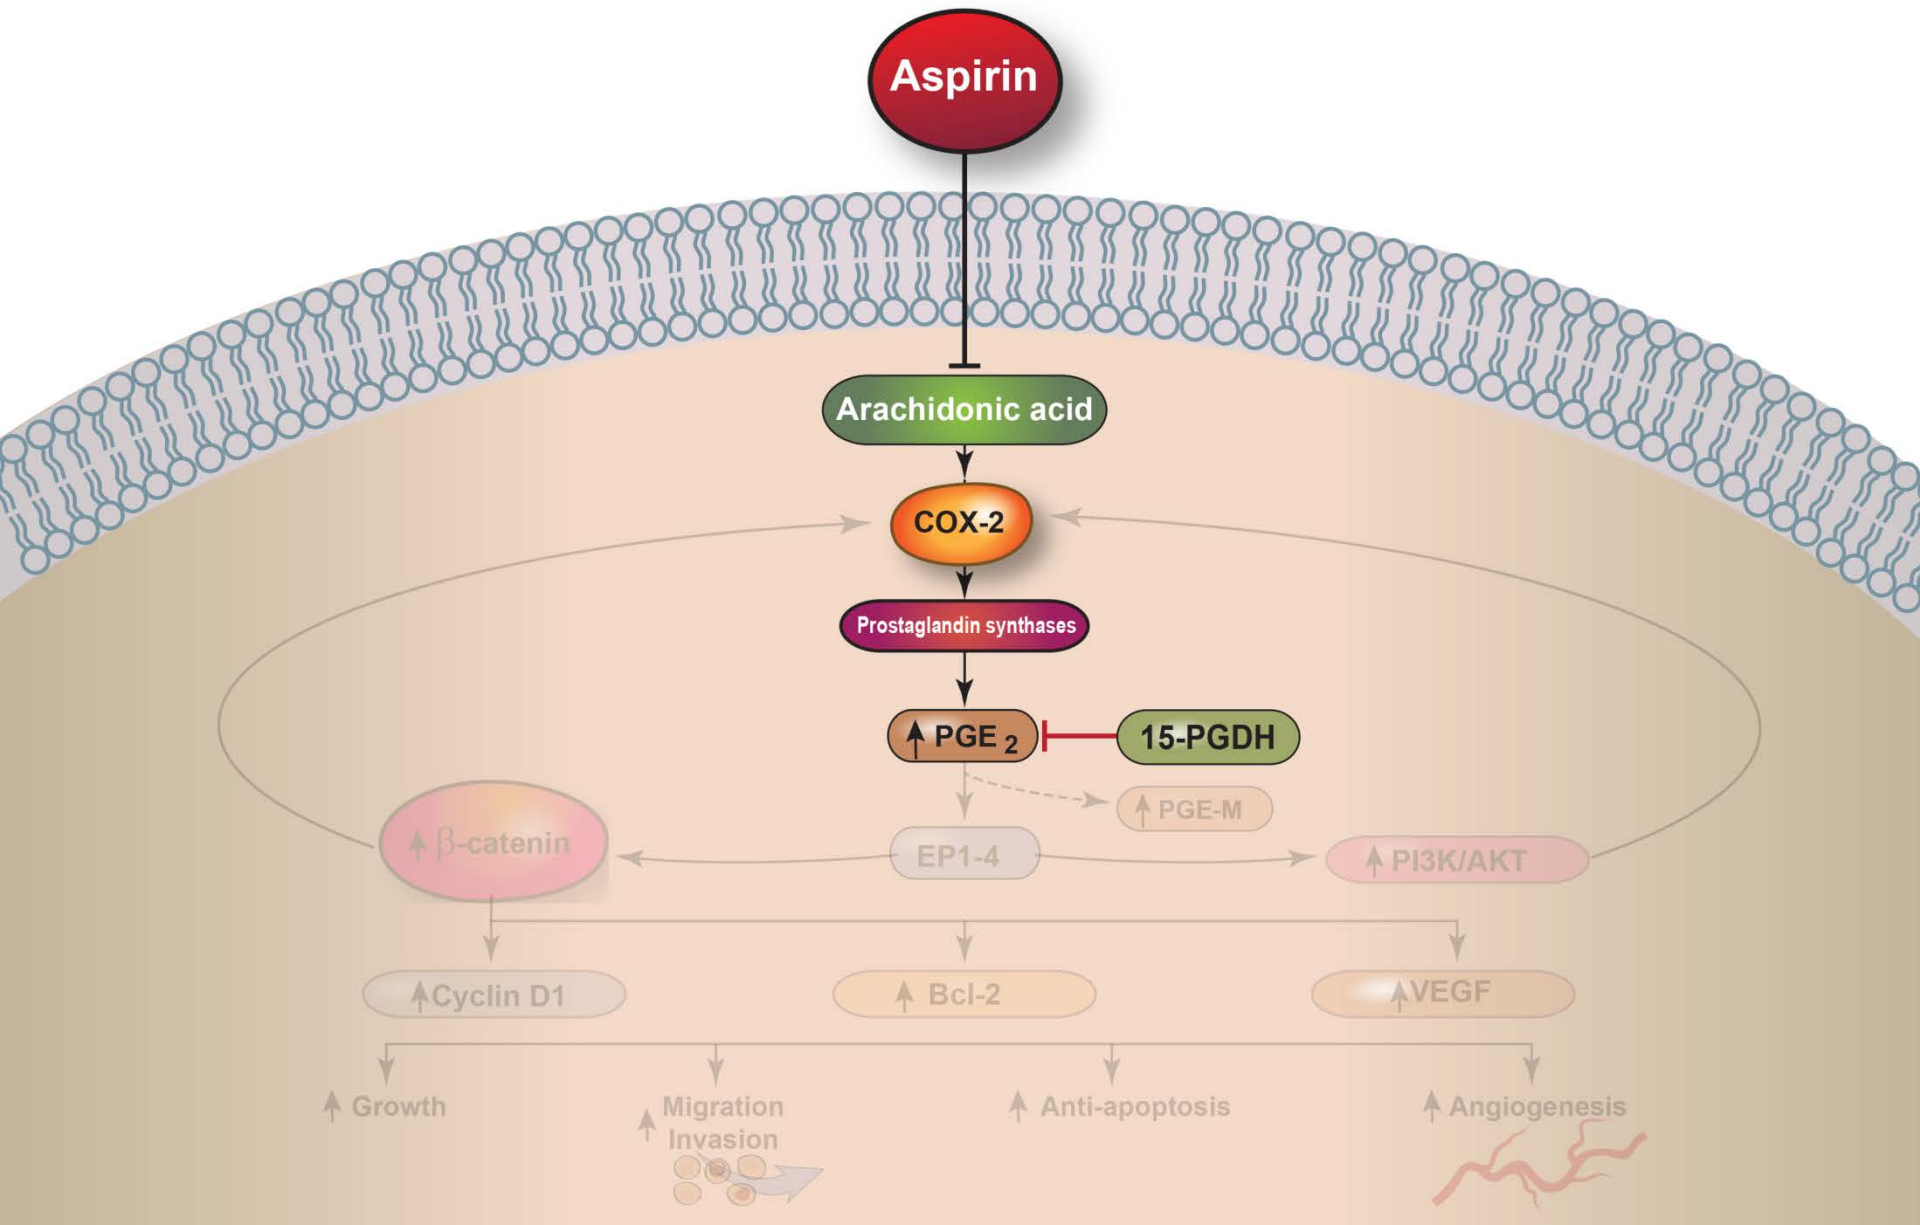 Aspirin
Arachidonic acid
COX-2
Prostaglandin synthases
PGE 2
15-PGDH
PGE-M
β-catenin
EP1-4
PI3K/AKT
Cyclin D1
Bcl-2
VEGF
Growth
Migration
Invasion
Anti-apoptosis
Angiogenesis